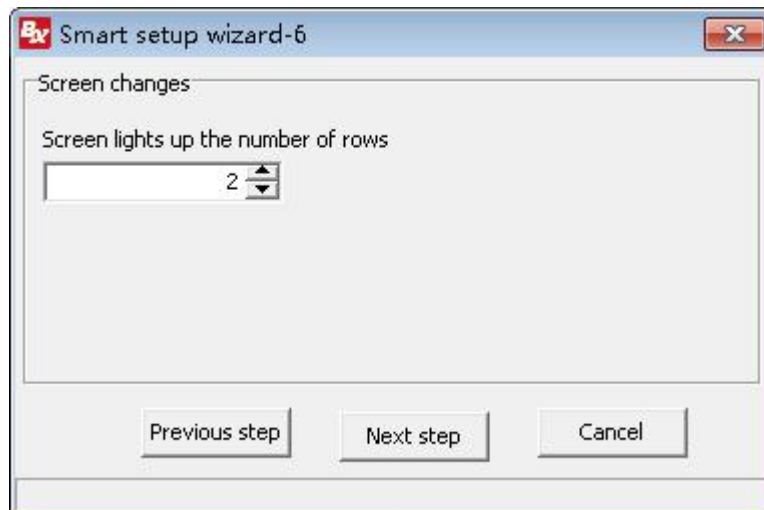 BX Smart setup wizard-6
Screen changes
Screen lights up the number of rows
2
Previous step Next step Cancel